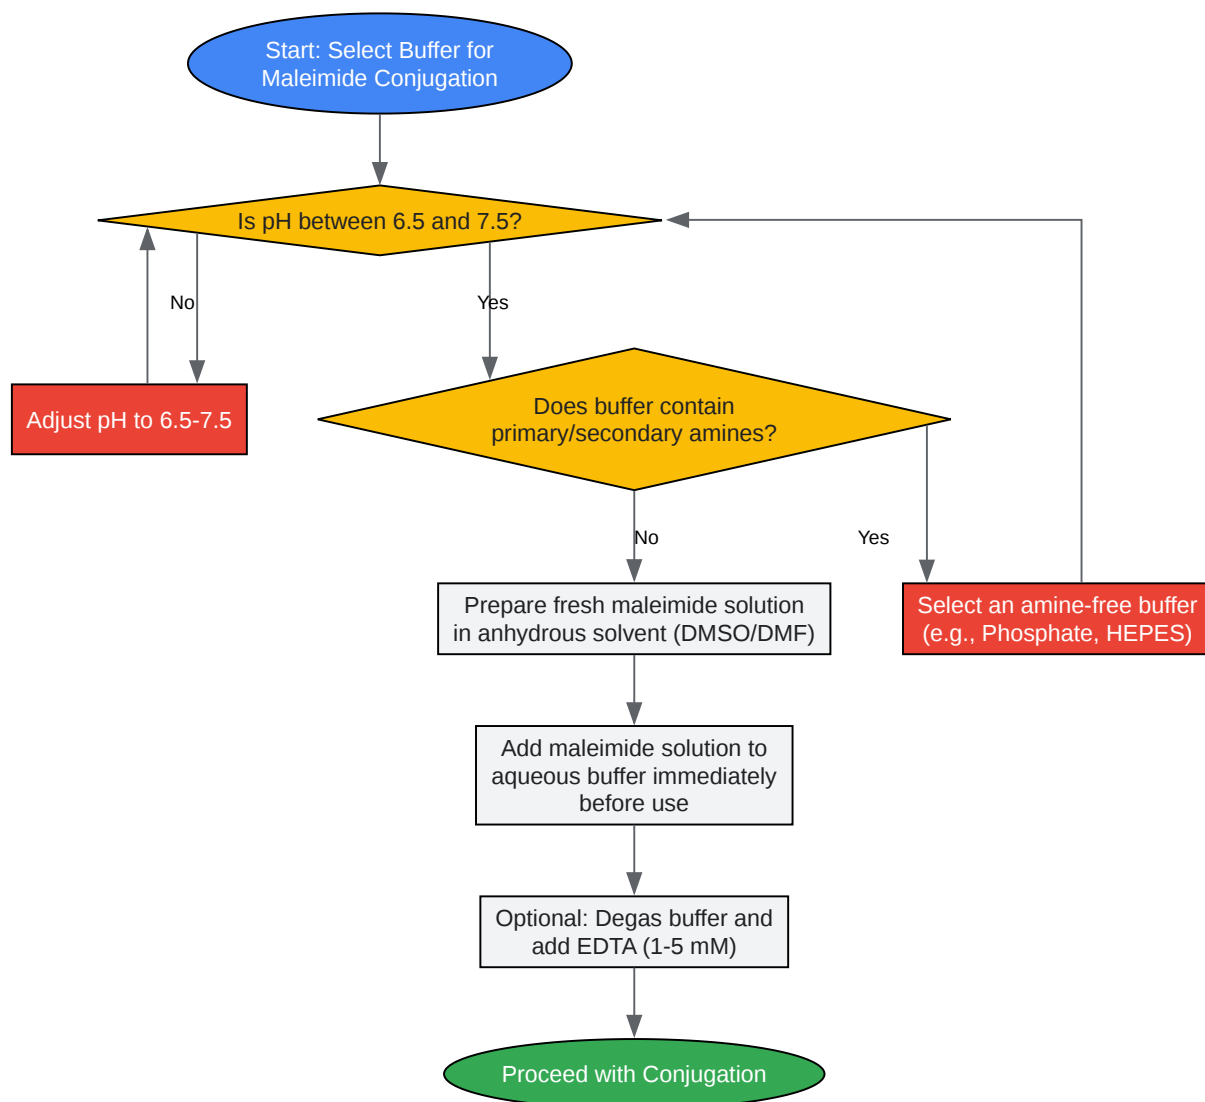 Start: Select Buffer for
Maleimide Conjugation
Is pH between 6.5 and 7.5?
No
Yes
Adjust pH to 6.5-7.5
Does buffer contain
primary/secondary amines?
No
Yes
Prepare fresh maleimide solution
in anhydrous solvent (DMSO/DMF)
Select an amine-free buffer
(e.g., Phosphate, HEPES)
Add maleimide solution to
aqueous buffer immediately
before use
Optional: Degas buffer and
add EDTA (1-5 mM)
Proceed with Conjugation